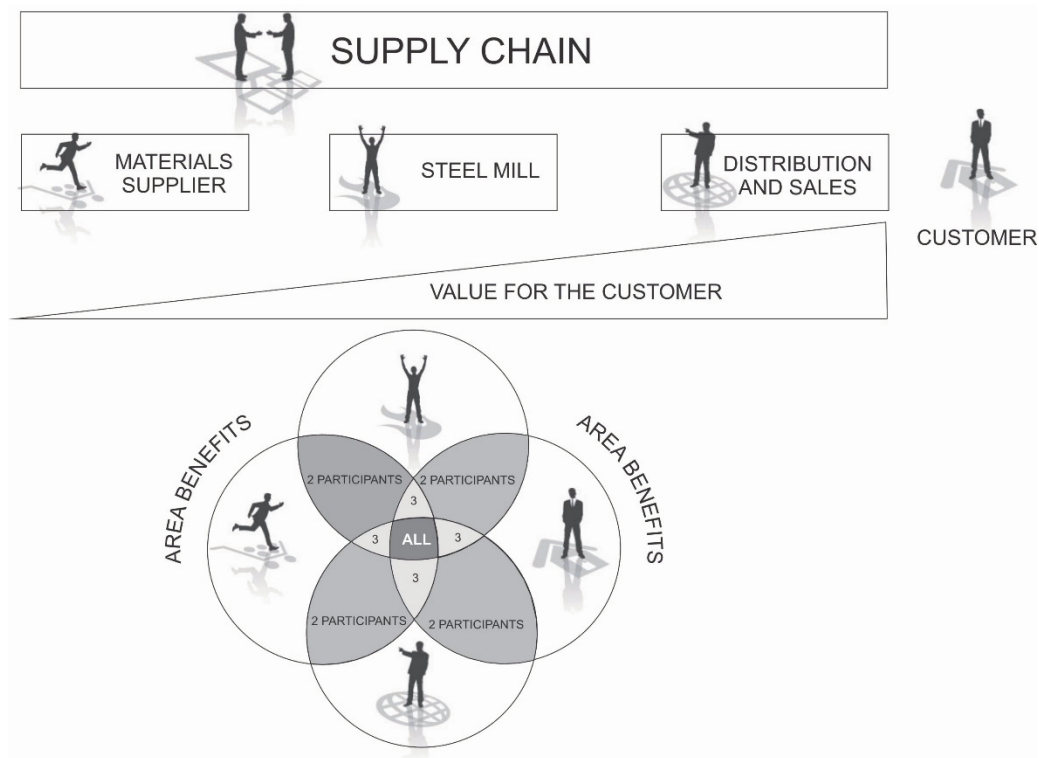 SUPPLY CHAIN
MATERIALS
SUPPLIER
STEEL MILL
DISTRIBUTION
AND SALES
CUSTOMER
VALUE FOR THE CUSTOMER
AREA BENEFITS
AREA BENEFITS
2 PARTICIPANTS
2 PARTICIPANTS
3
3
ALL
3
3
2 PARTICIPANTS
2 PARTICIPANTS